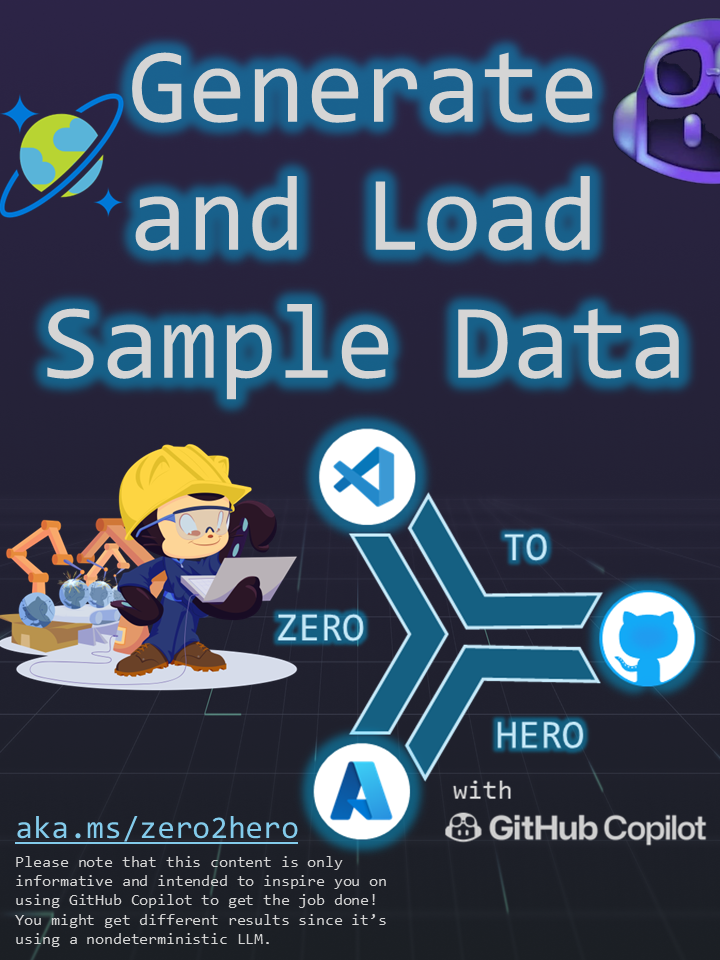 Generate
and Load
Sample Data
TO
ZERO
HERO
with
GitHub Copilot
aka.ms/zero2hero
Please note that this content is only
informative and intended to inspire you on
using GitHub Copilot to get the job done!
You might get different results since it’s
using a nondeterministic LLM.